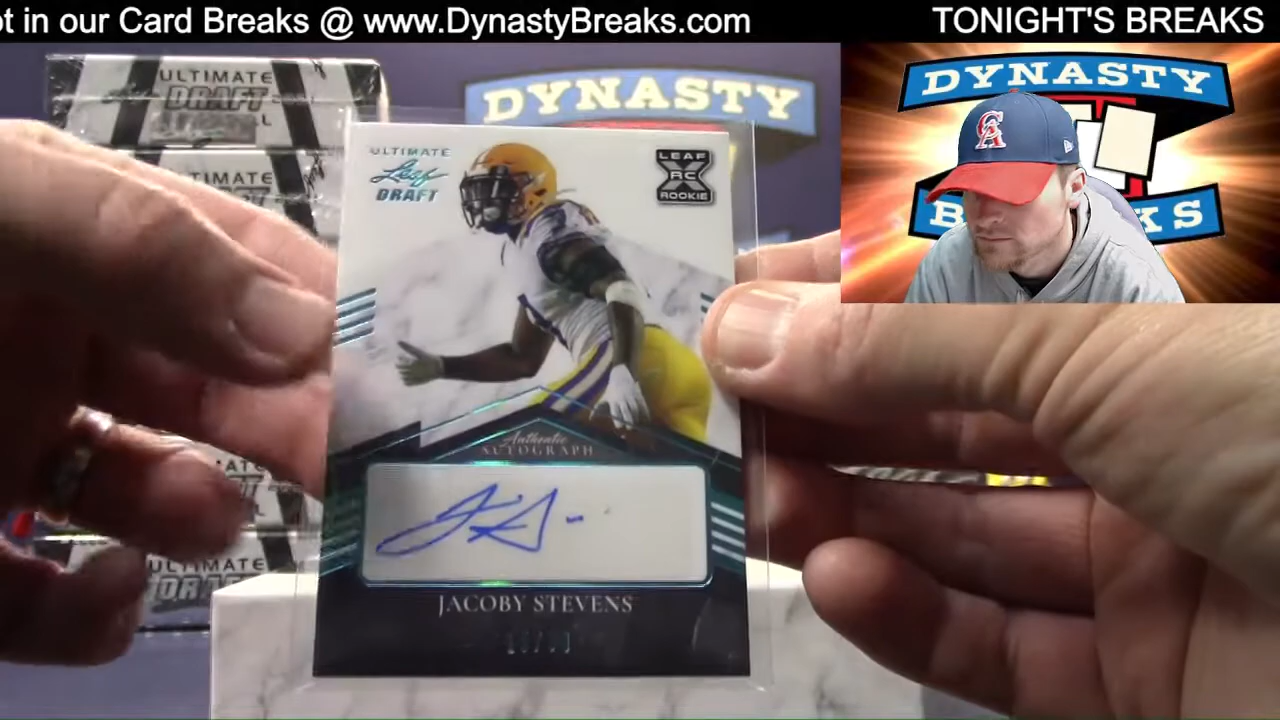 t in our Card Breaks @ www.DynastyBreaks.com
TONIGHT'S BREAKS
ULTIMATE
DRAFT
DYNASTY
DYNASTY
ULTIMATE
Leaf
DRAFT
LEAF
RC
ROOKIE
Authentic
AUTOGRAPH
JACOBY STEVENS
ULTIMATE